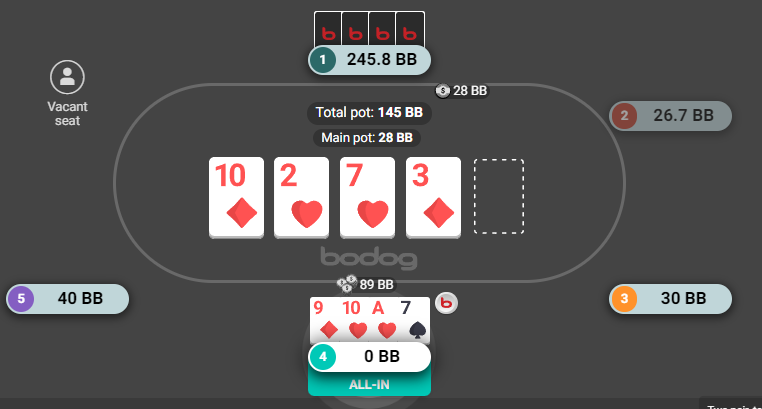 b b b b
1 245.8 BB
28 BB
Vacant
seat
Total pot: 145 BB
2 26.7 BB
Main pot: 28 BB
10 2 7 3
bodog
89 BB
5 40 BB
9 10 A 7
b
3 30 BB
4 0 BB
ALL-IN